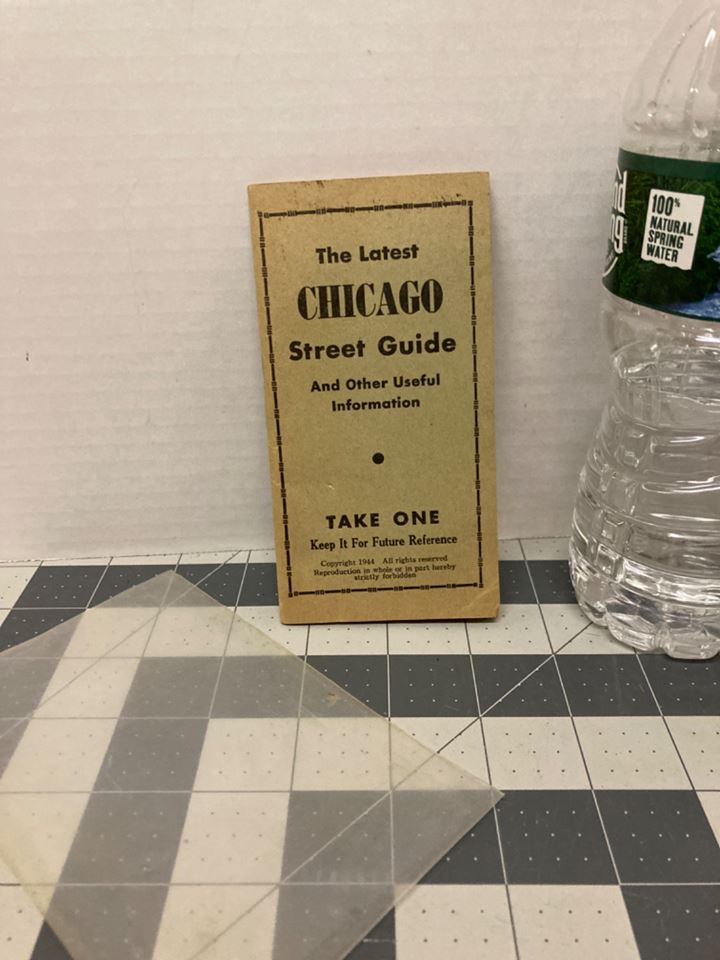 The Latest
CHICAGO
Street Guide
And Other Useful
Information
TAKE ONE
Keep It For Future Reference
Copyright 1944 All rights reserved
Reproduction in whole or in part hereby
strictly forbidden
100%
NATURAL
SPRING
WATER